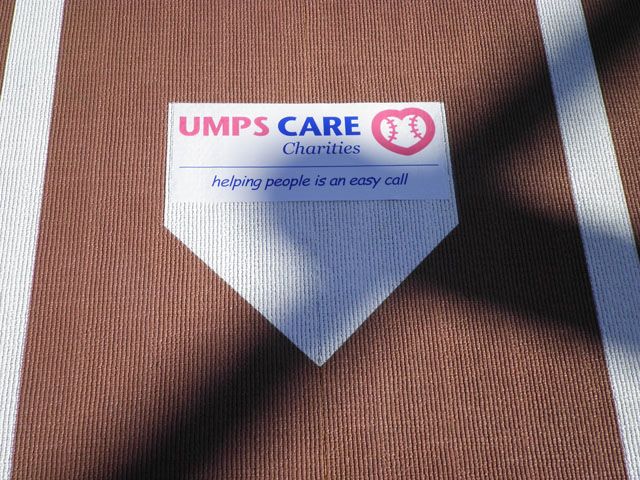 UMPS CARE
Charities
helping people is an easy call